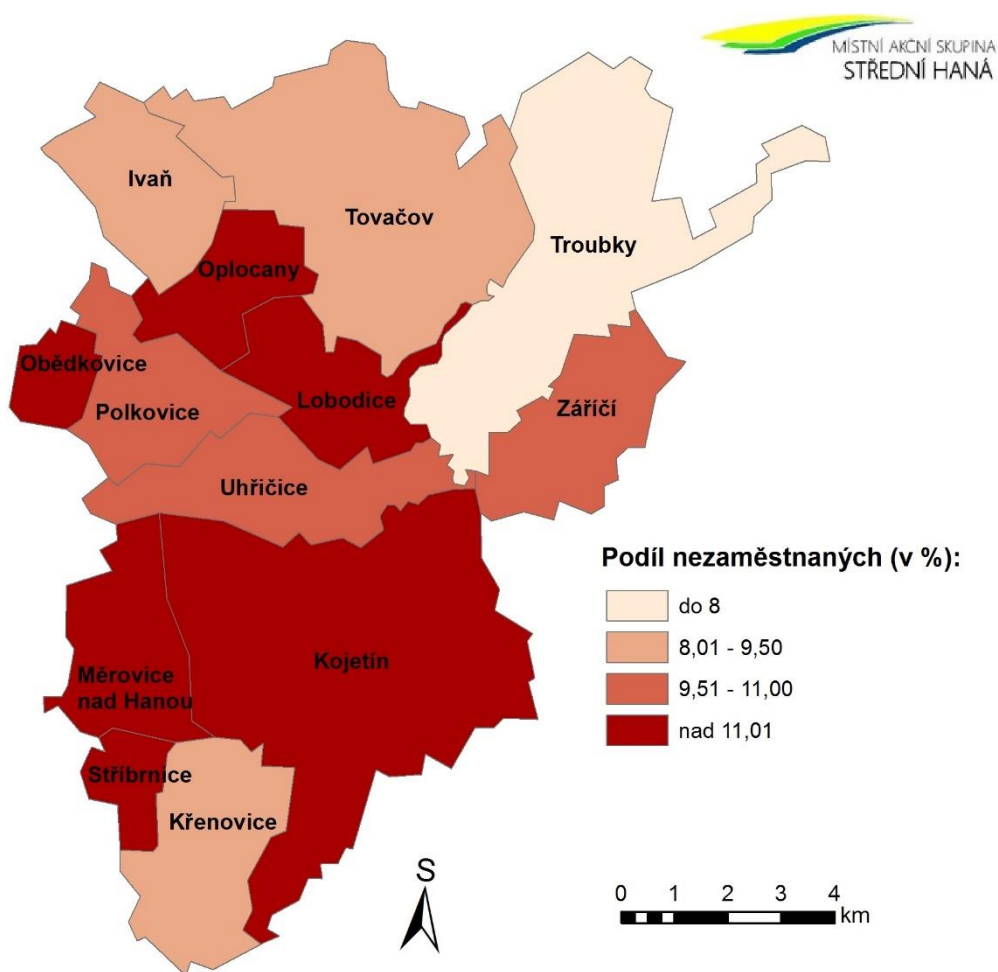 MÍSTNÍ AKČNÍ SKUPINA
STŘEDNÍ HANÁ
Ivaň
Tovačov
Troubky
Oplocany
Obědkovice
Polkovice
Lobodice
Záříčí
Uhřičice
Kojetín
Měrovice
nad Hanou
Stříbrnice
Křenovice
Podíl nezaměstnaných (v %):
do 8
8,01 - 9,50
9,51 - 11,00
nad 11,01
S
0 1 2 3 4
km